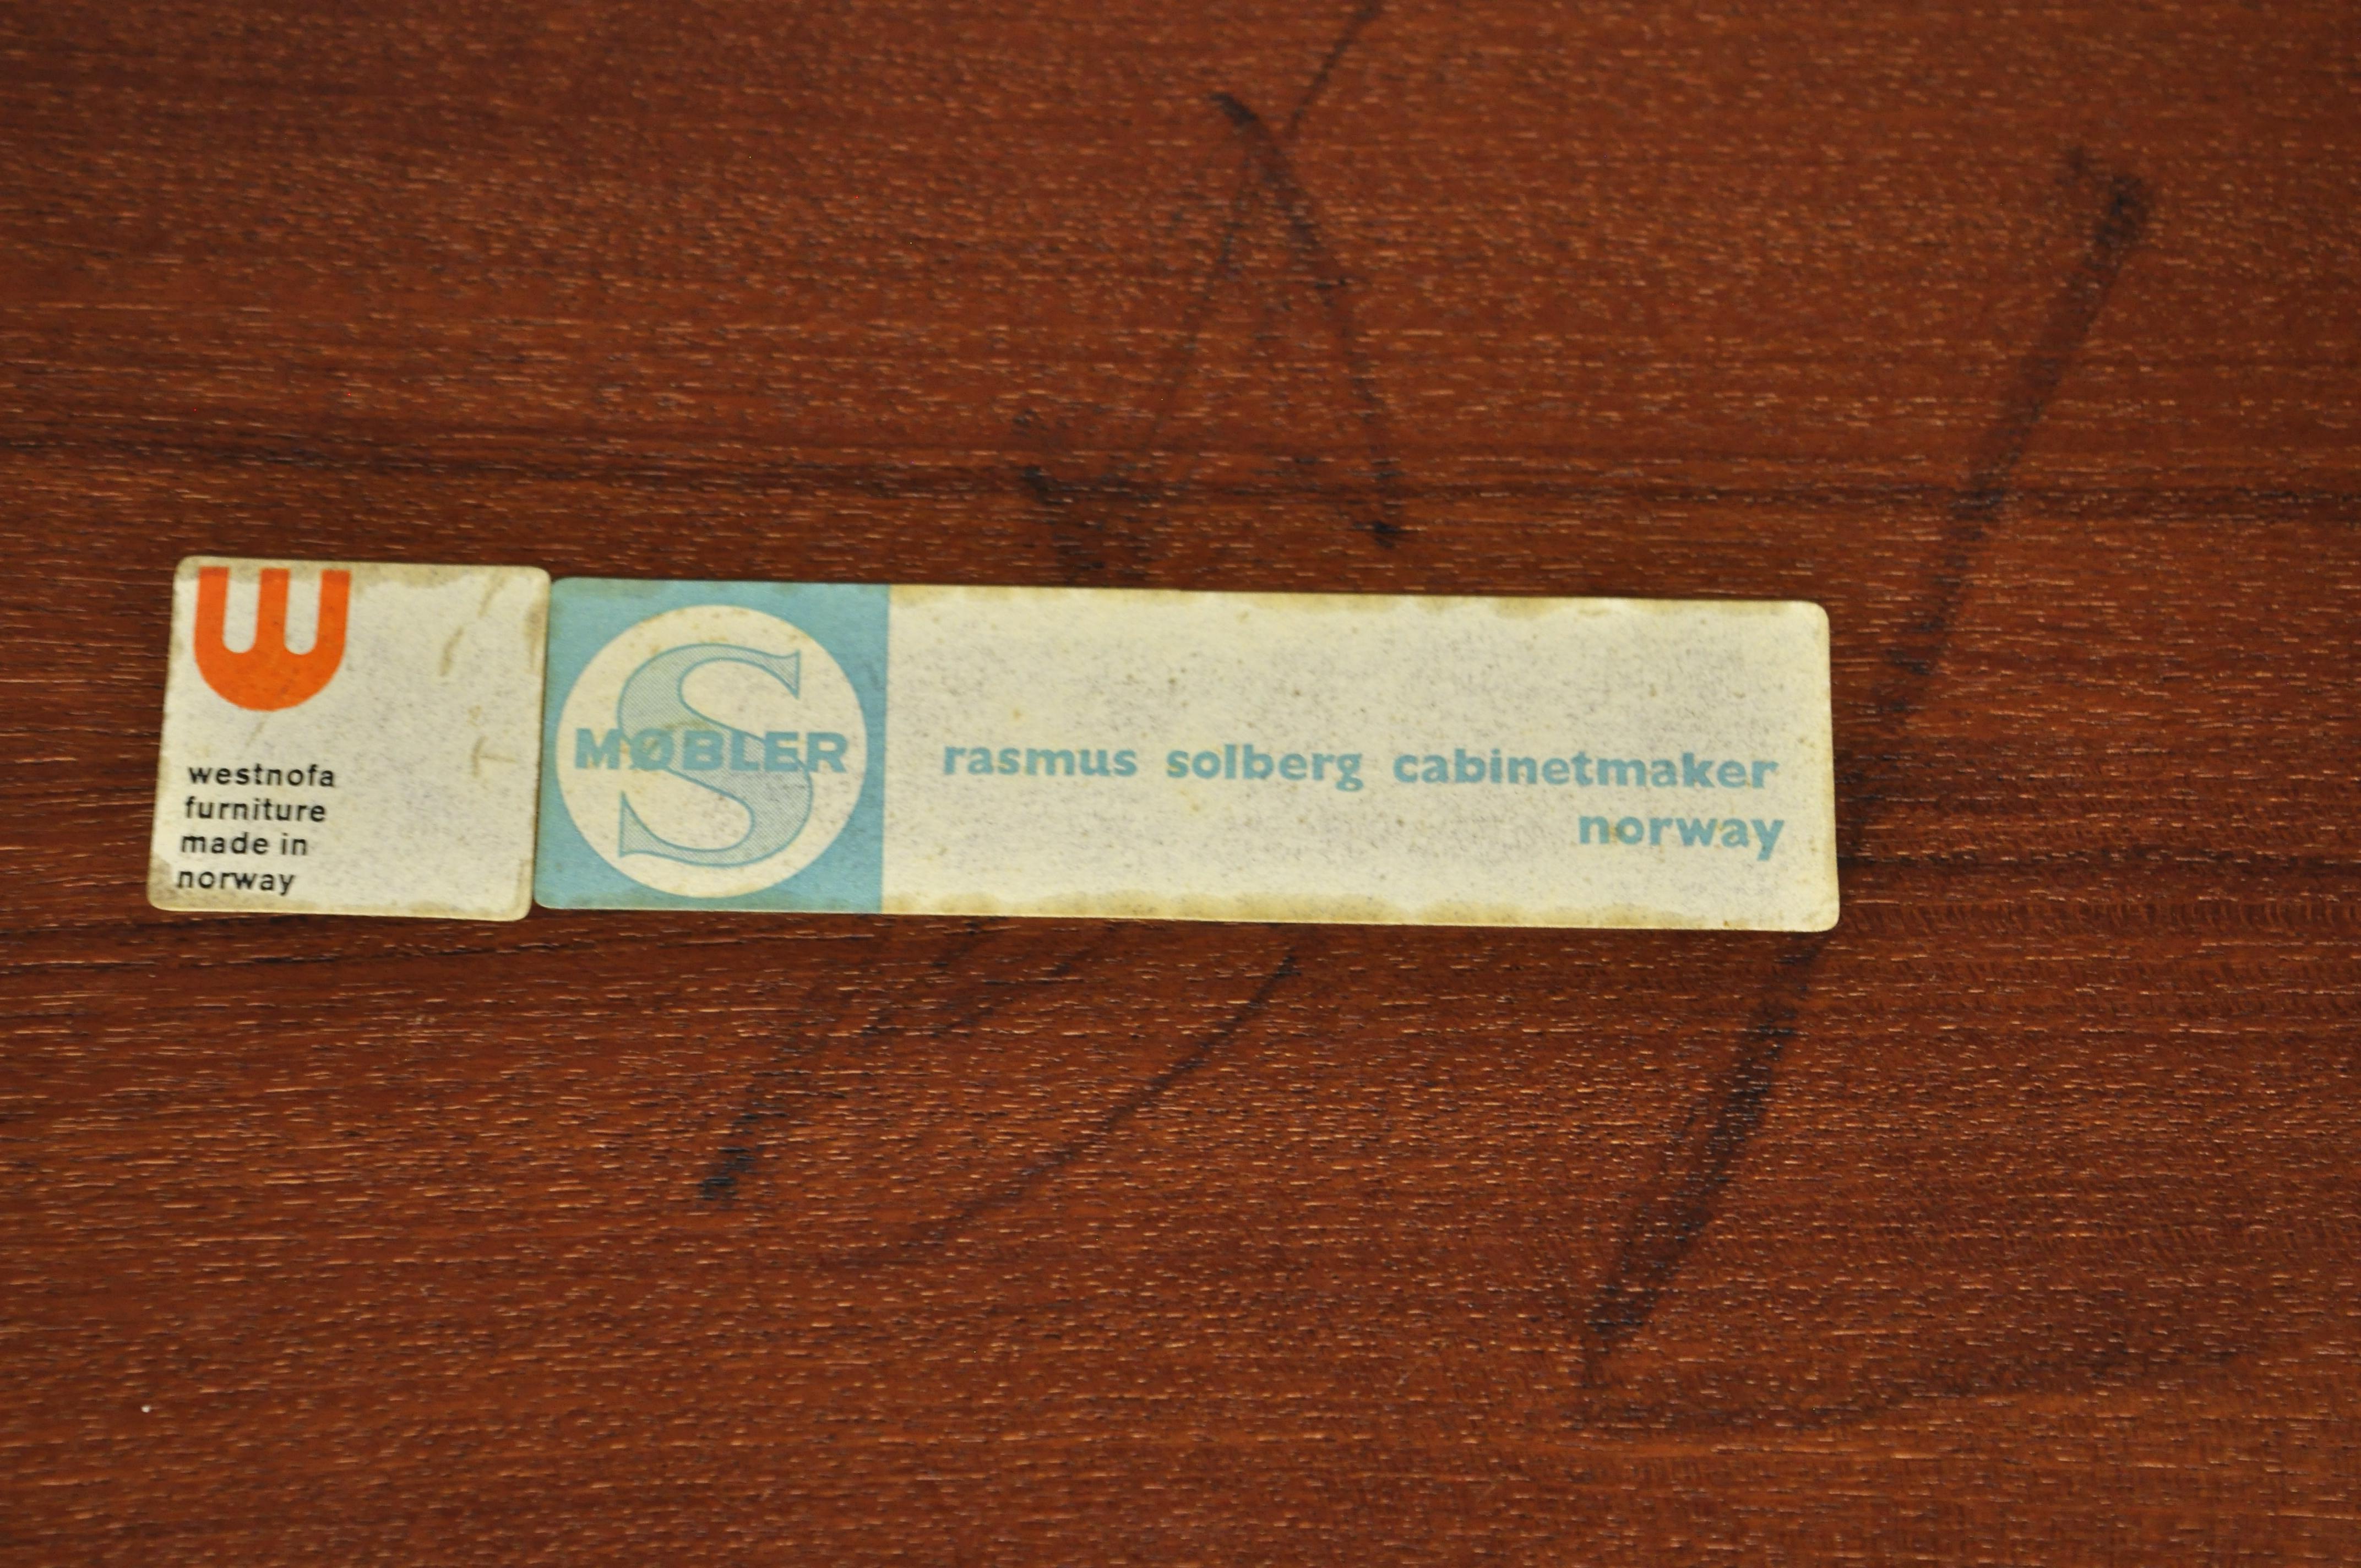 W
westnofa
furniture
made in
norway
S
MØBLER
rasmus solberg cabinetmaker
norway